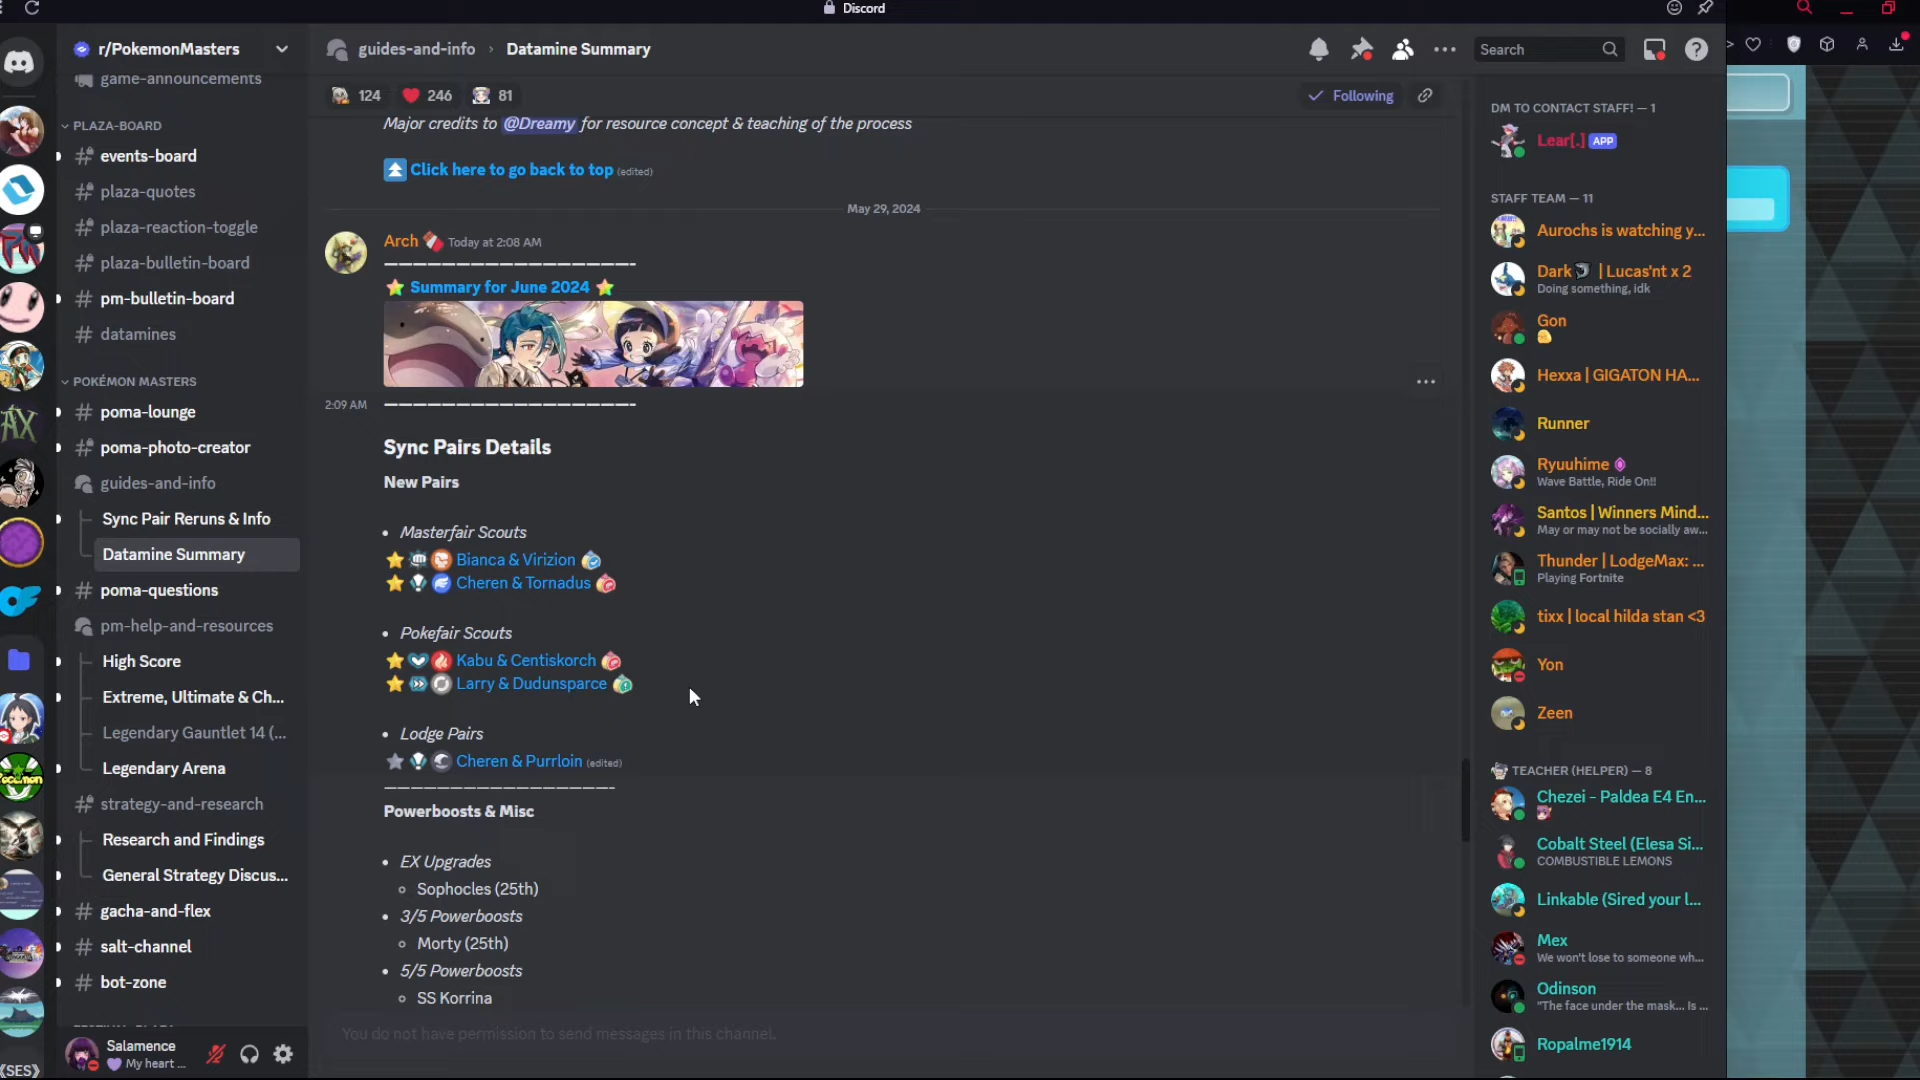 Discord
r/PokemonMasters
game-announcements
PLAZA-BOARD
events-board
plaza-quotes
plaza-reaction-toggle
plaza-bulletin-board
pm-bulletin-board
datamines
POKÉMON MASTERS
poma-lounge
poma-photo-creator
guides-and-info
Sync Pair Reruns & Info
Datamine Summary
poma-questions
pm-help-and-resources
High Score
Extreme, Ultimate & Ch...
Legendary Gauntlet 14 (...
Legendary Arena
strategy-and-research
Research and Findings
General Strategy Discus...
gacha-and-flex
salt-channel
bot-zone
Salamence
My heart ...
《SES》
guides-and-info › Datamine Summary
Search
124 246 81
Following
Major credits to @Dreamy for resource concept & teaching of the process
Click here to go back to top (edited)
May 29, 2024
Arch Today at 2:08 AM
——————————————————-
Summary for June 2024
2:09 AM ——————————————————-
Sync Pairs Details
New Pairs
• Masterfair Scouts
Bianca & Virizion
Cheren & Tornadus
• Pokefair Scouts
Kabu & Centiskorch
Larry & Dudunsparce
• Lodge Pairs
Cheren & Purrloin (edited)
——————————————————-
Powerboosts & Misc
• EX Upgrades
◦ Sophocles (25th)
• 3/5 Powerboosts
◦ Morty (25th)
• 5/5 Powerboosts
◦ SS Korrina
You do not have permission to send messages in this channel.
DM TO CONTACT STAFF! — 1
Lear[.] APP
STAFF TEAM — 11
Aurochs is watching y...
Dark | Lucas'nt x 2
Doing something, idk
Gon
Hexxa | GIGATON HA...
Runner
Ryuuhime
Wave Battle, Ride On!!
Santos | Winners Mind...
May or may not be socially aw...
Thunder | LodgeMax: ...
Playing Fortnite
tixx | local hilda stan <3
Yon
Zeen
TEACHER (HELPER) — 8
Chezei - Paldea E4 En...
Cobalt Steel (Elesa Si...
COMBUSTIBLE LEMONS
Linkable (Sired your l...
Mex
We won't lose to someone wh...
Odinson
"The face under the mask... Is ...
Ropalme1914